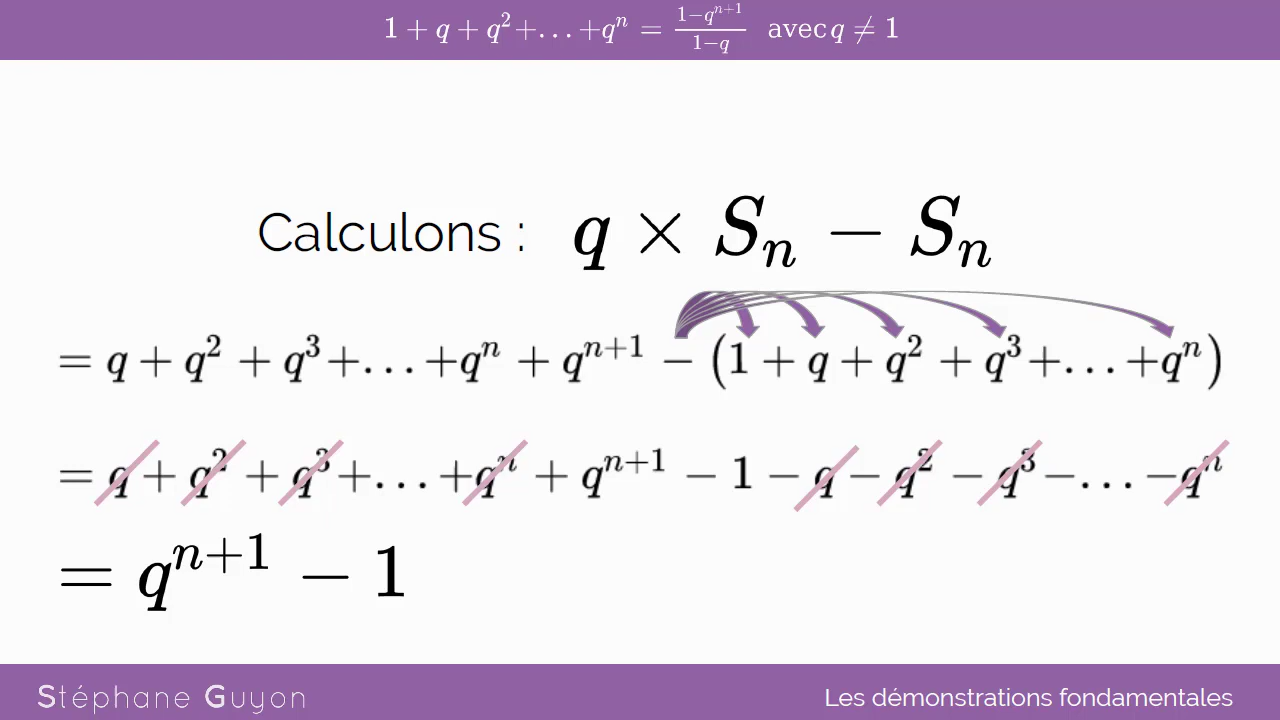 1 + q + q² +... +qⁿ = (1−qⁿ⁺¹)/(1−q) avec q ≠ 1
Calculons : q × Sₙ − Sₙ
= q + q² + q³ +... +qⁿ + qⁿ⁺¹ − (1 + q + q² + q³ +... +qⁿ)
= q + q² + q³ +... +qⁿ + qⁿ⁺¹ − 1 − q − q² − q³ −... −qⁿ
= qⁿ⁺¹ − 1
Stéphane Guyon
Les démonstrations fondamentales